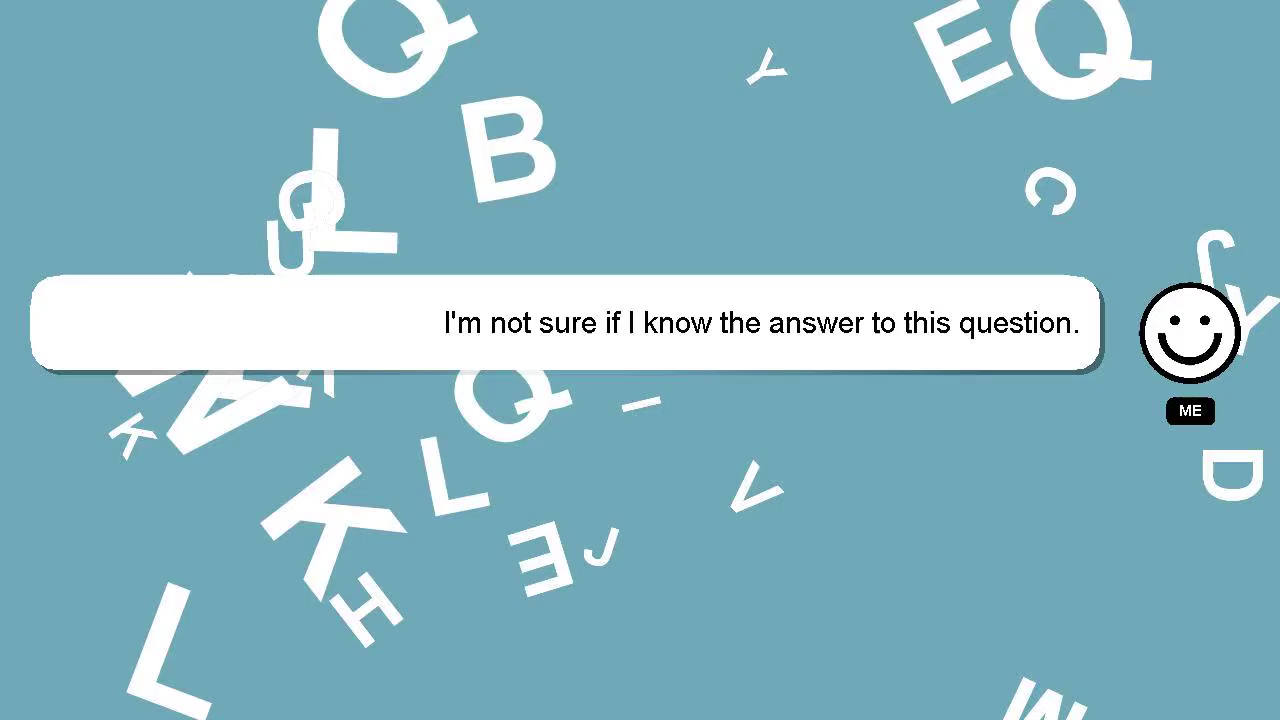 Q
E
Q
Y
B
L
Q
C
U
J
Y
I'm not sure if I know the answer to this question.
ME
A
K
Q
I
L
V
D
K
E
J
H
L
W